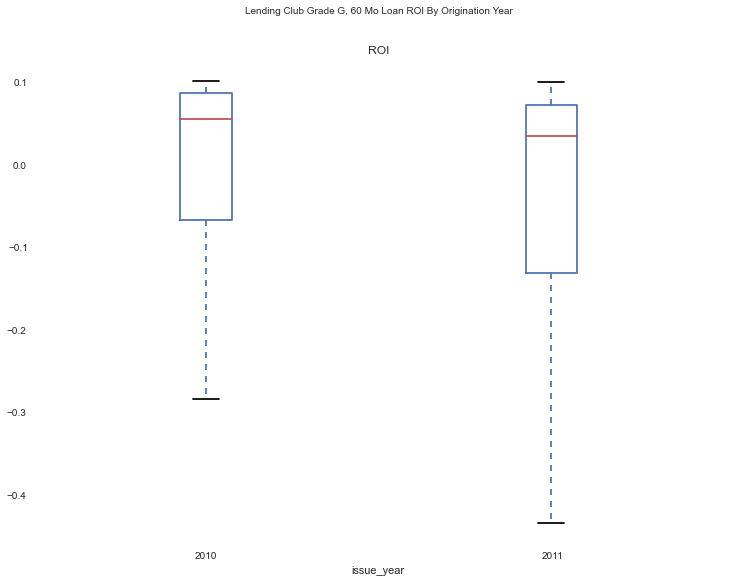 Lending Club Grade G, 60 Mo Loan ROI By Origination Year
ROI
0.1
0.0
−0.1
−0.2
−0.3
−0.4
2010
2011
issue_year